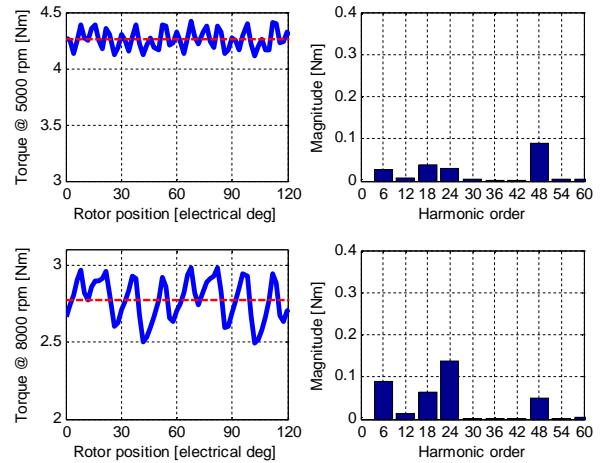 Torque @ 5000 rpm [Nm]
4.5
4
3.5
3
0 30 60 90 120
Rotor position [electrical deg]
Magnitude [Nm]
0.4
0.3
0.2
0.1
0
0 6 12 18 24 30 36 42 48 54 60
Harmonic order
Torque @ 8000 rpm [Nm]
3
2.5
2
0 30 60 90 120
Rotor position [electrical deg]
Magnitude [Nm]
0.4
0.3
0.2
0.1
0
0 6 12 18 24 30 36 42 48 54 60
Harmonic order